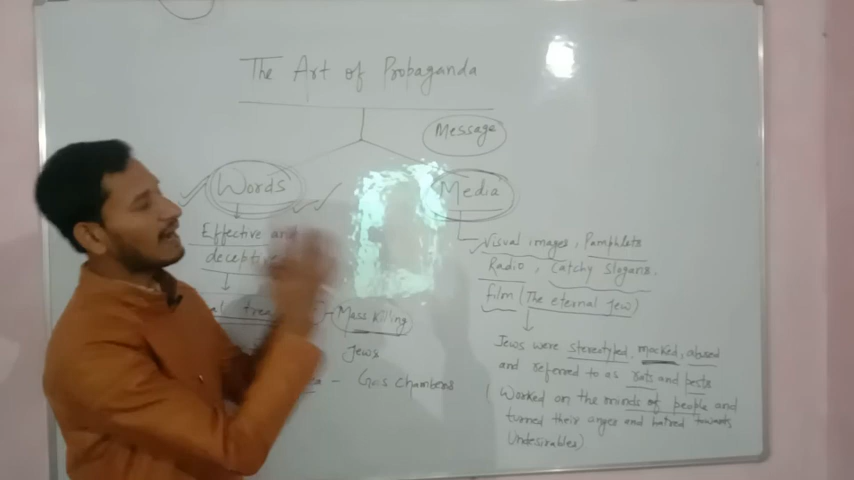 The Art of Propaganda
Message
Words
Media
Effective and
deceptive
Mass killing
Jews
Gas Chambers
Visual images, Pamphlets
Radio, Catchy slogans,
film (The eternal Jew)
Jews were stereotyped, mocked, abused
and referred to as rats and pests
( Worked on the minds of people and
turned their anger and hatred towards
Undesirables)